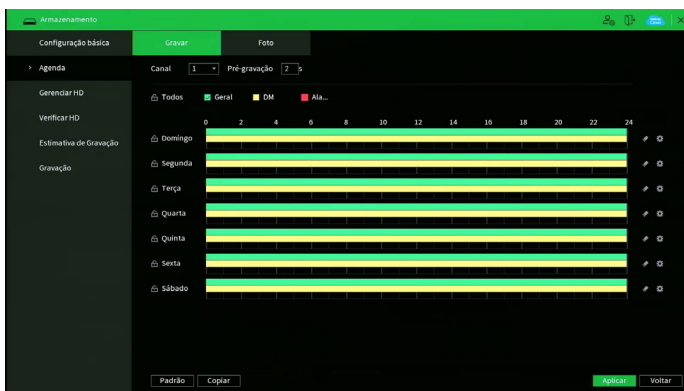 Armazenamento
Configuração básica
Gravar
Foto
Agenda
Canal 1 Pré-gravação 2 s
Gerenciar HD
Todos Geral DM Ala...
Verificar HD
0 2 4 6 8 10 12 14 16 18 20 22 24
Estimativa de Gravação
Domingo
Gravação
Segunda
Terça
Quarta
Quinta
Sexta
Sábado
Padrão Copiar Aplicar Voltar